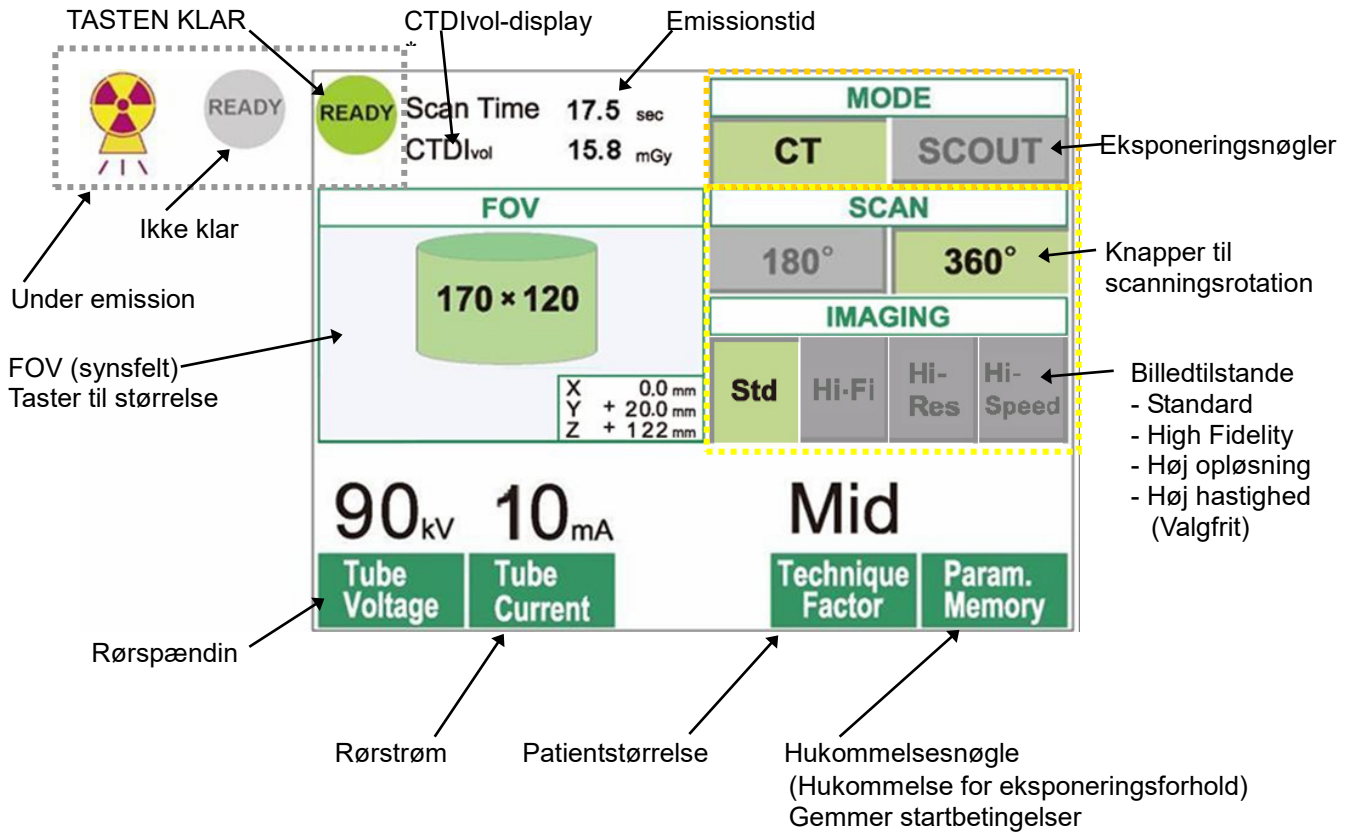 TASTEN KLAR
CTDIvol-display
*
Emissionstid
READY
READY
Scan Time 17.5 sec
CTDIvol 15.8 mGy
MODE
CT
SCOUT
Eksponeringsnøgler
Ikke klar
Under emission
FOV
170 × 120
X 0.0 mm
Y + 20.0 mm
Z + 122 mm
FOV (synsfelt)
Taster til størrelse
SCAN
180°
360°
Knapper til
scanningsrotation
IMAGING
Std
Hi-Fi
Hi-
Res
Hi-
Speed
Billedtilstande
- Standard
- High Fidelity
- Høj opløsning
- Høj hastighed
(Valgfrit)
90 kV
10 mA
Mid
Tube
Voltage
Tube
Current
Technique
Factor
Param.
Memory
Rørspændin
Rørstrøm
Patientstørrelse
Hukommelsesnøgle
(Hukommelse for eksponeringsforhold)
Gemmer startbetingelser